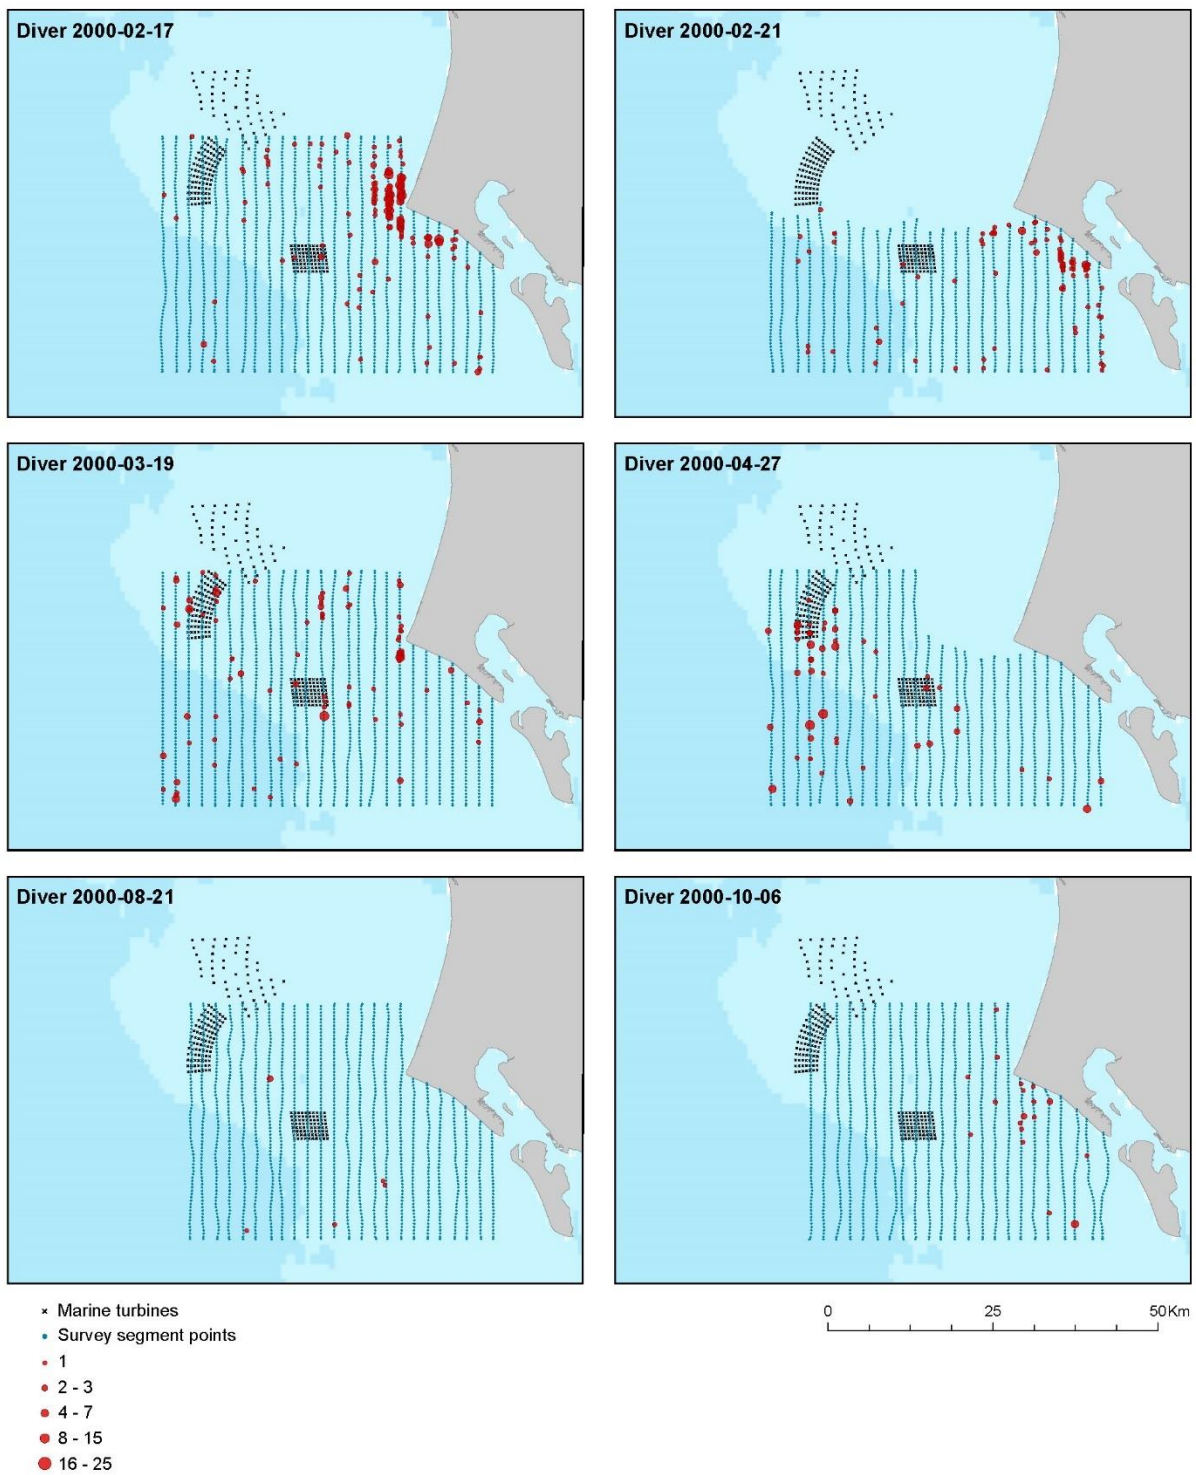 Diver 2000-02-17
Diver 2000-02-21
Diver 2000-03-19
Diver 2000-04-27
Diver 2000-08-21
Diver 2000-10-06
Marine turbines
Survey segment points
1
2 - 3
4 - 7
8 - 15
16 - 25
0 25 50Km